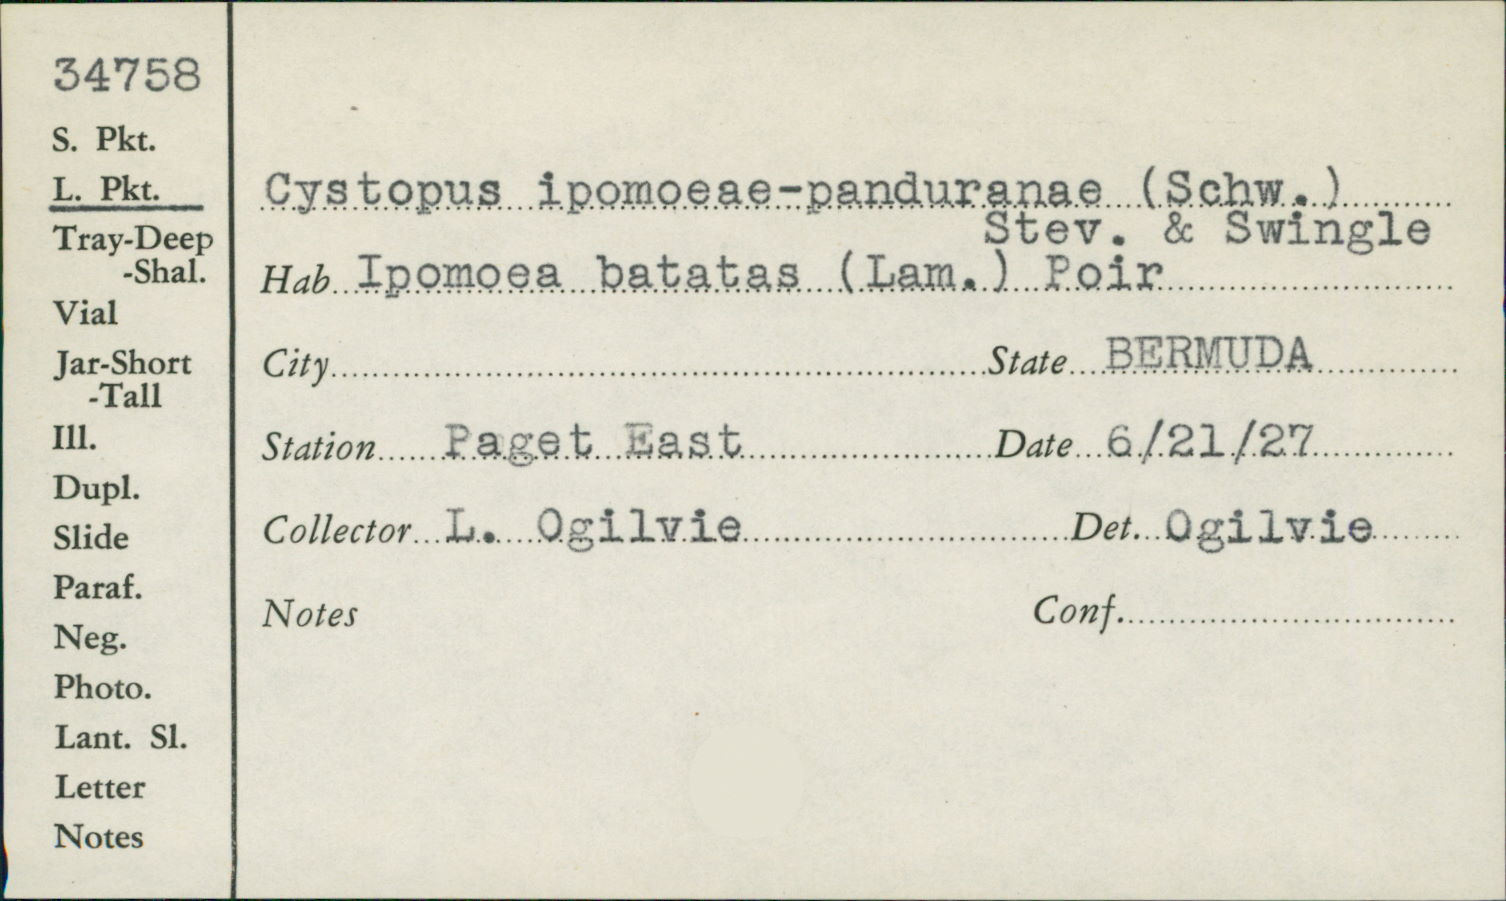 34758
S. Pkt.
L. Pkt.
Tray-Deep
-Shal.
Vial
Jar-Short
-Tall
Ill.
Dupl.
Slide
Paraf.
Neg.
Photo.
Lant. Sl.
Letter
Notes
Cystopus ipomoeae-panduranae (Schw.)
Stev. & Swingle
Hab Ipomoea batatas (Lam.) Poir
City State BERMUDA
Station Paget East Date 6/21/27
Collector L. Ogilvie Det. Ogilvie
Notes Conf.